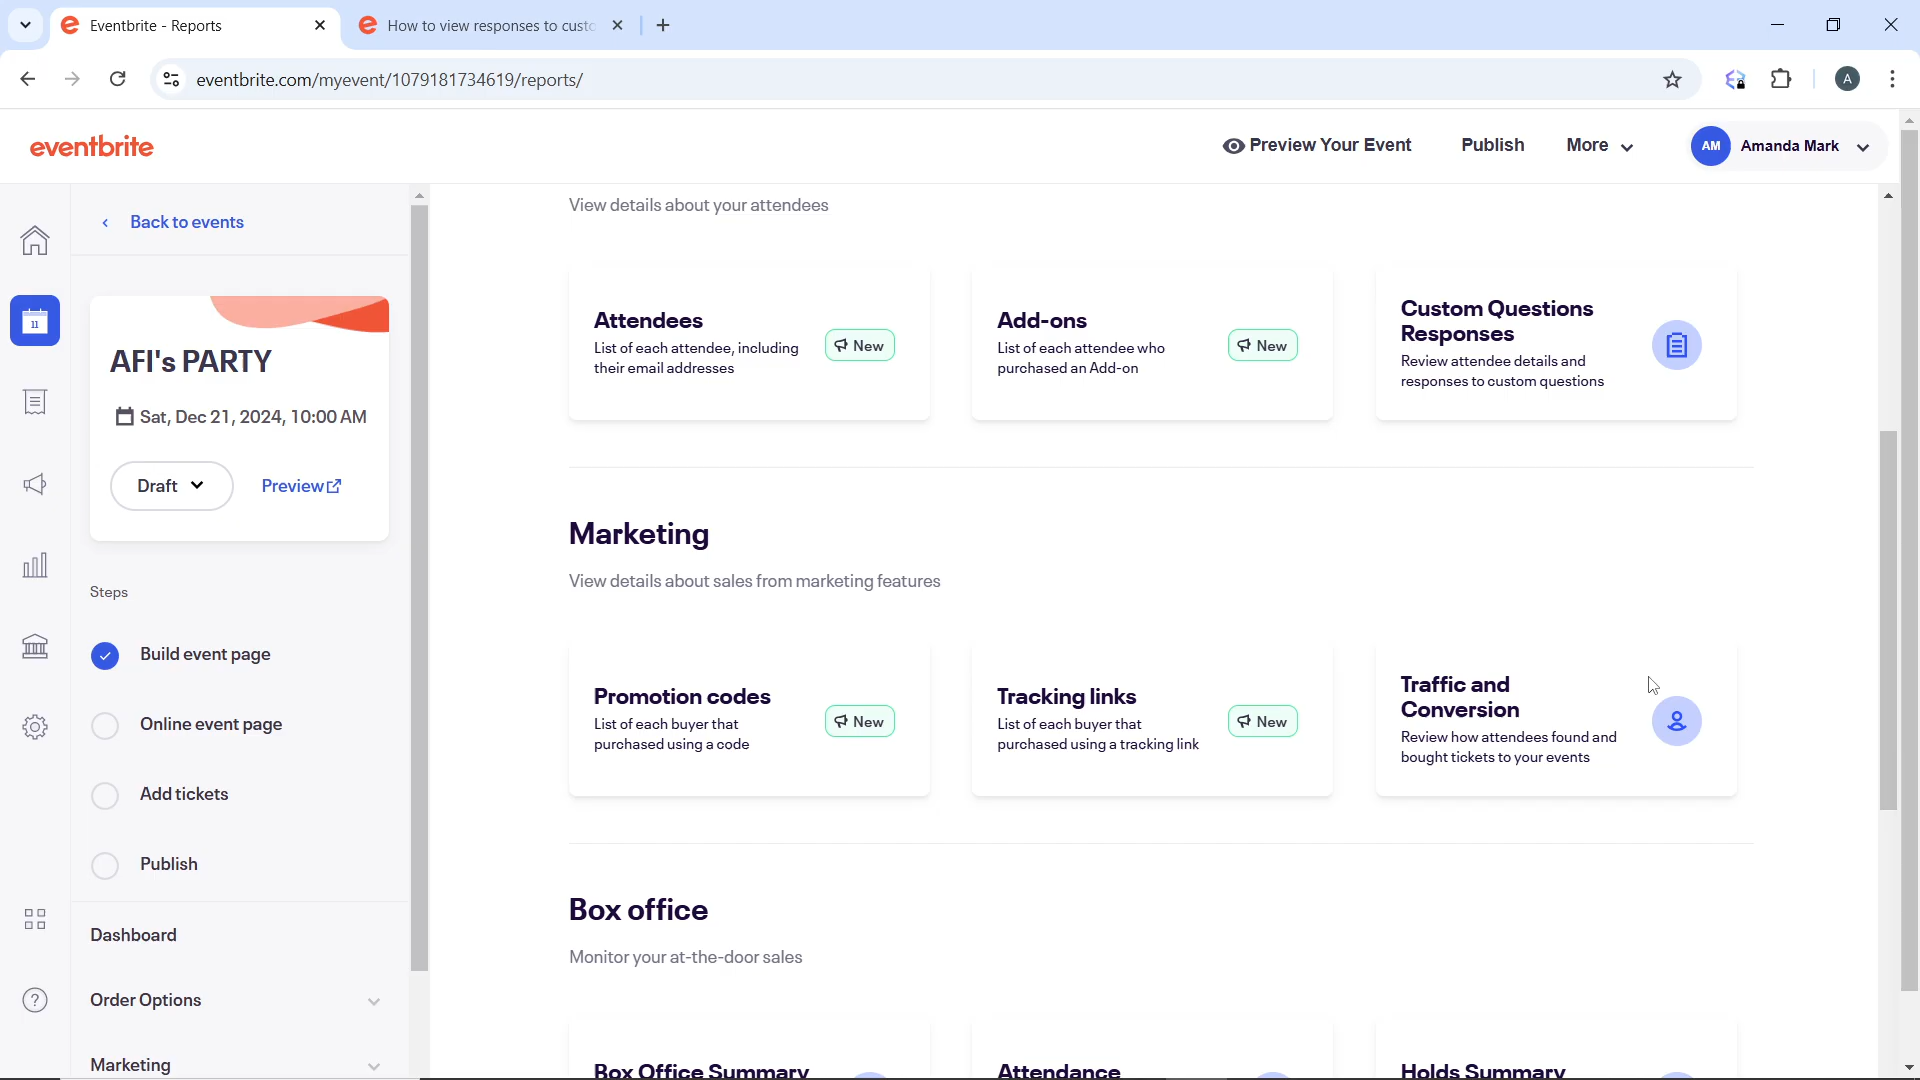 Eventbrite - Reports
How to view responses to custo
eventbrite.com/myevent/1079181734619/reports/
A
eventbrite
Preview Your Event
Publish
More
AM
Amanda Mark
Back to events
11
AFI's PARTY
Sat, Dec 21, 2024, 10:00 AM
Draft
Preview
Steps
Build event page
Online event page
Add tickets
Publish
Dashboard
Order Options
Marketing
View details about your attendees
Attendees
List of each attendee, including
their email addresses
New
Add-ons
List of each attendee who
purchased an Add-on
New
Custom Questions
Responses
Review attendee details and
responses to custom questions
Marketing
View details about sales from marketing features
Promotion codes
List of each buyer that
purchased using a code
New
Tracking links
List of each buyer that
purchased using a tracking link
New
Traffic and
Conversion
Review how attendees found and
bought tickets to your events
Box office
Monitor your at-the-door sales
Box Office Summary
Attendance
Holds Summary